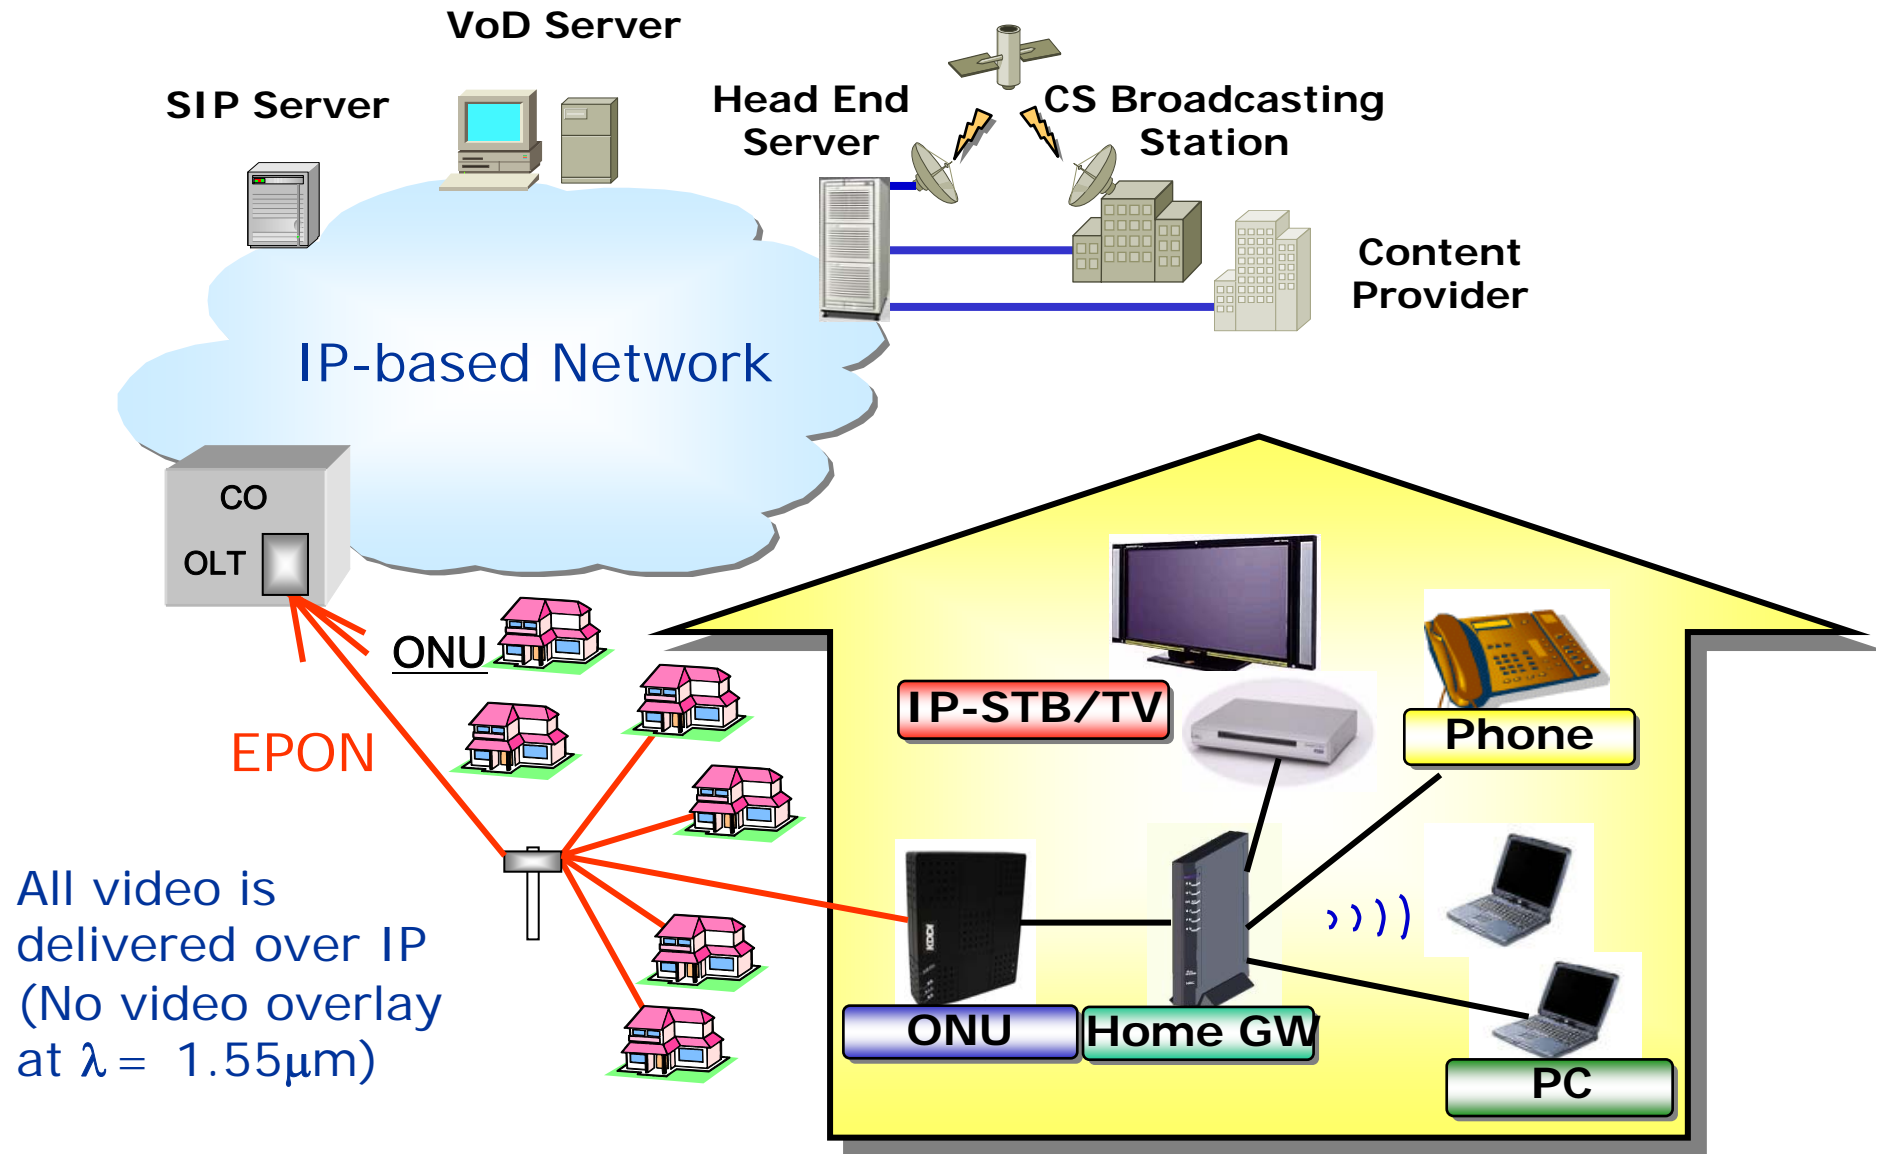 VoD Server
SIP Server
Head End
Server
CS Broadcasting
Station
Content
Provider
IP-based Network
CO
OLT
ONU
EPON
IP-STB/TV
Phone
All video is
delivered over IP
(No video overlay
at λ = 1.55μm)
KDDI
ONU
Home GW
PC